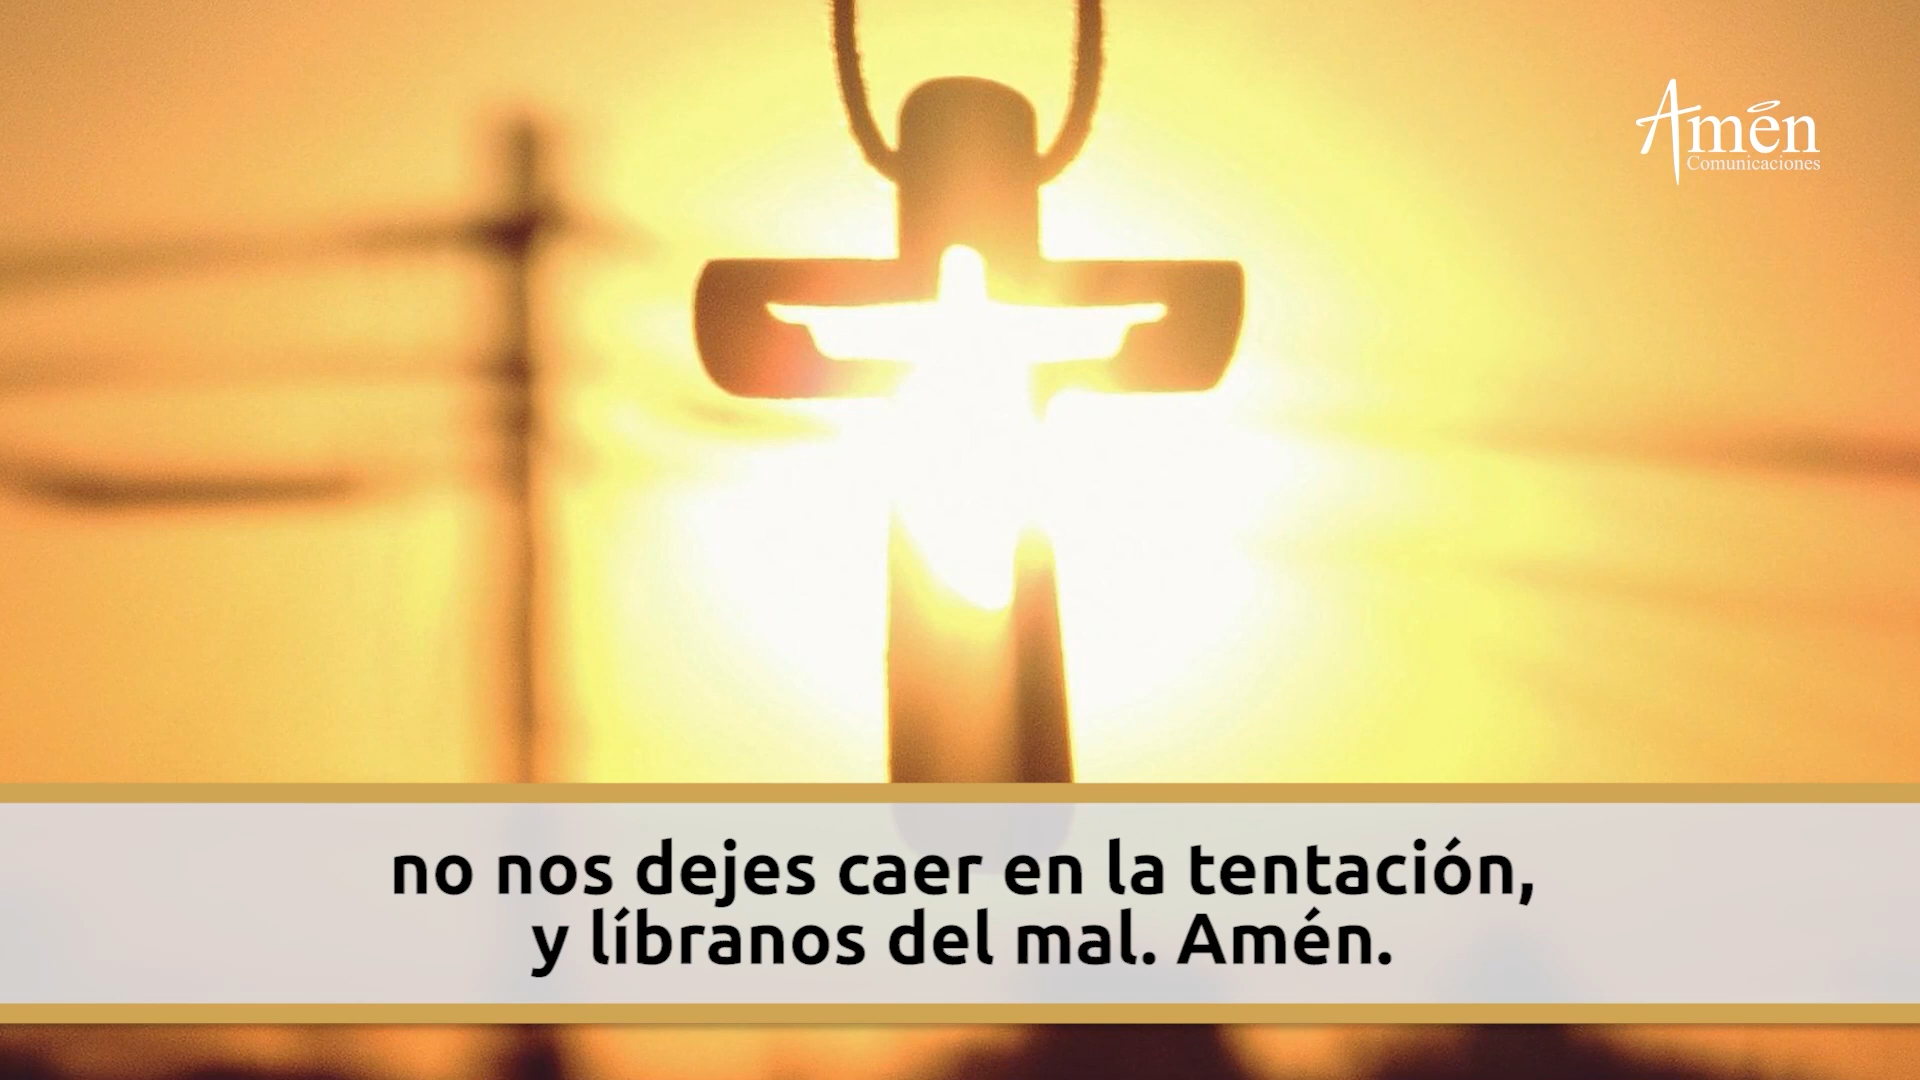 Amén
Comunicaciones
no nos dejes caer en la tentación,
y líbranos del mal. Amén.